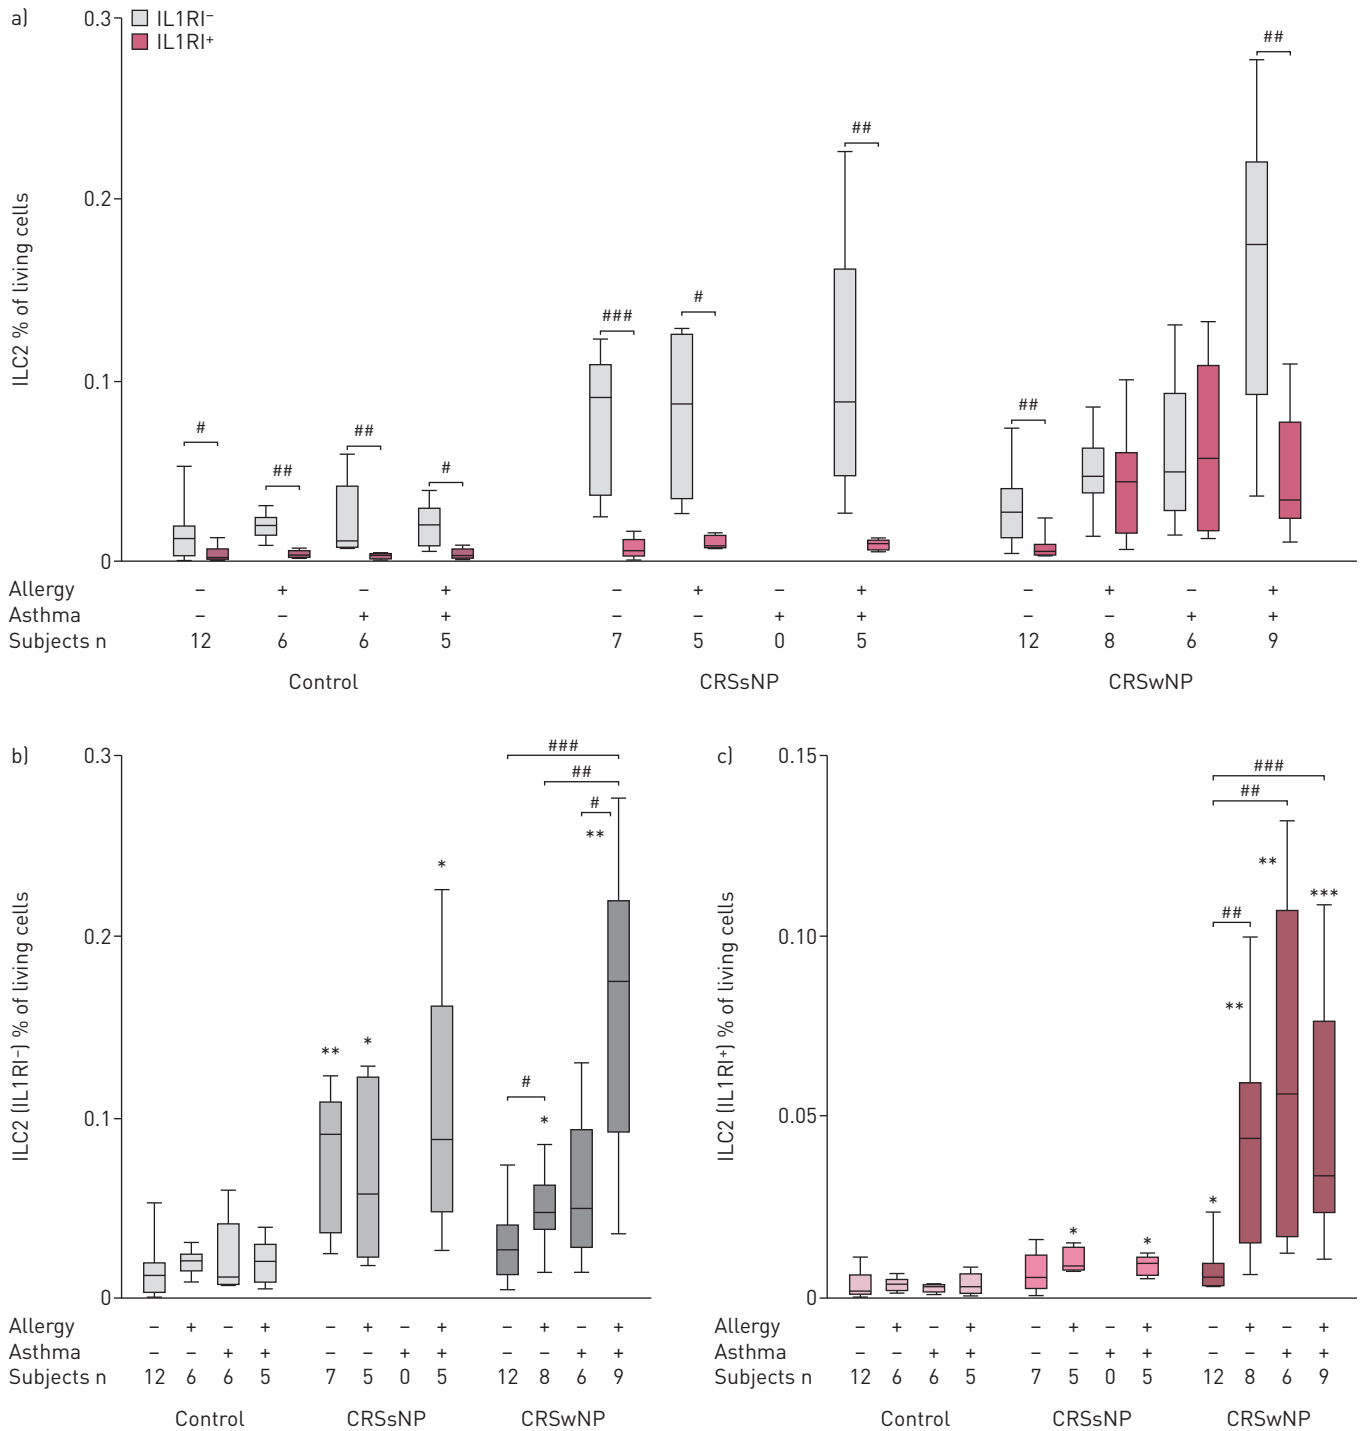 a)
IL1RI−
IL1RI+
ILC2 % of living cells
0.3
0.2
0.1
0
# ## ## #
### # ##
## ##
Allergy − + − + − + − + − + − +
Asthma − − + + − − + + − − + +
Subjects n 12 6 6 5 7 5 0 5 12 8 6 9
Control CRSsNP CRSwNP
b)
ILC2 (IL1RI−) % of living cells
0.3
0.2
0.1
0
###
##
#
**
*
** *
#
*
Allergy − + − + − + − + − + − +
Asthma − − + + − − + + − − + +
Subjects n 12 6 6 5 7 5 0 5 12 8 6 9
Control CRSsNP CRSwNP
c)
ILC2 (IL1RI+) % of living cells
0.15
0.10
0.05
0
###
##
**
***
##
**
*
* *
Allergy − + − + − + − + − + − +
Asthma − − + + − − + + − − + +
Subjects n 12 6 6 5 7 5 0 5 12 8 6 9
Control CRSsNP CRSwNP